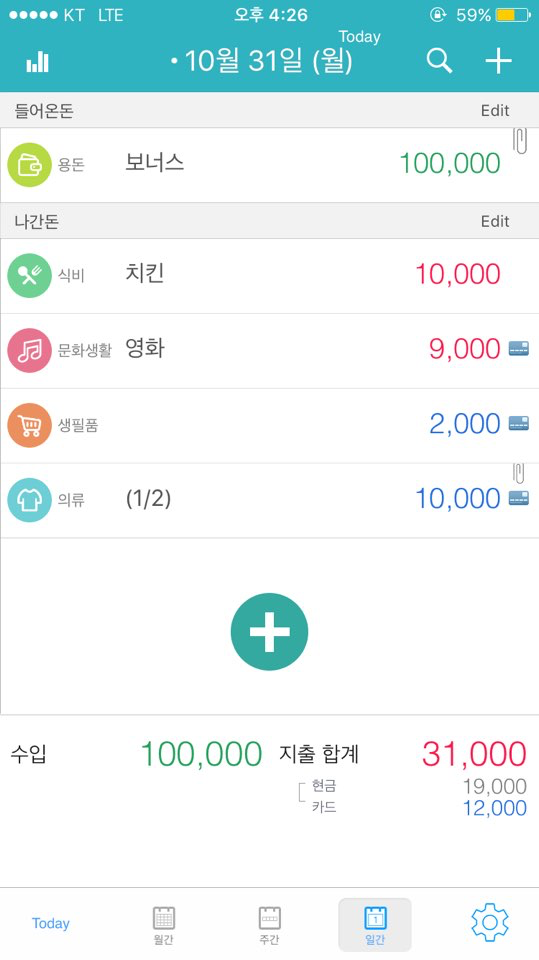 KT LTE 오후 4:26 59%
Today
•10월 31일 (월)
들어온돈 Edit
용돈 보너스 100,000
나간돈 Edit
식비 치킨 10,000
문화생활 영화 9,000
생필품 2,000
의류 (1/2) 10,000
수입 100,000 지출 합계 31,000
현금 19,000
카드 12,000
Today 월간 주간 1 일간